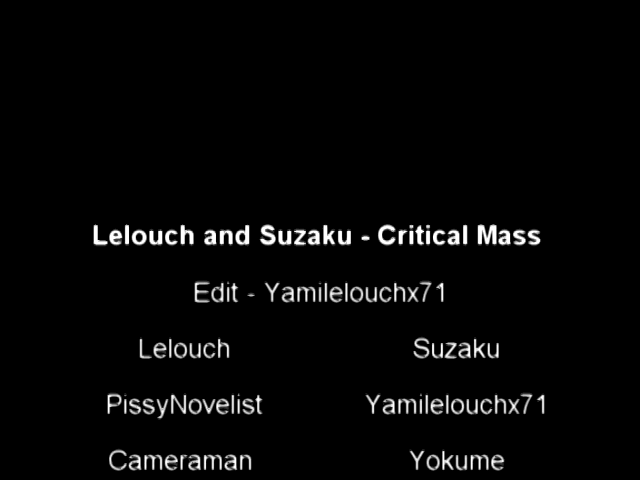 Lelouch and Suzaku - Critical Mass
Edit - Yamilelouchx71
Lelouch Suzaku
PissyNovelist Yamilelouchx71
Cameraman Yokume